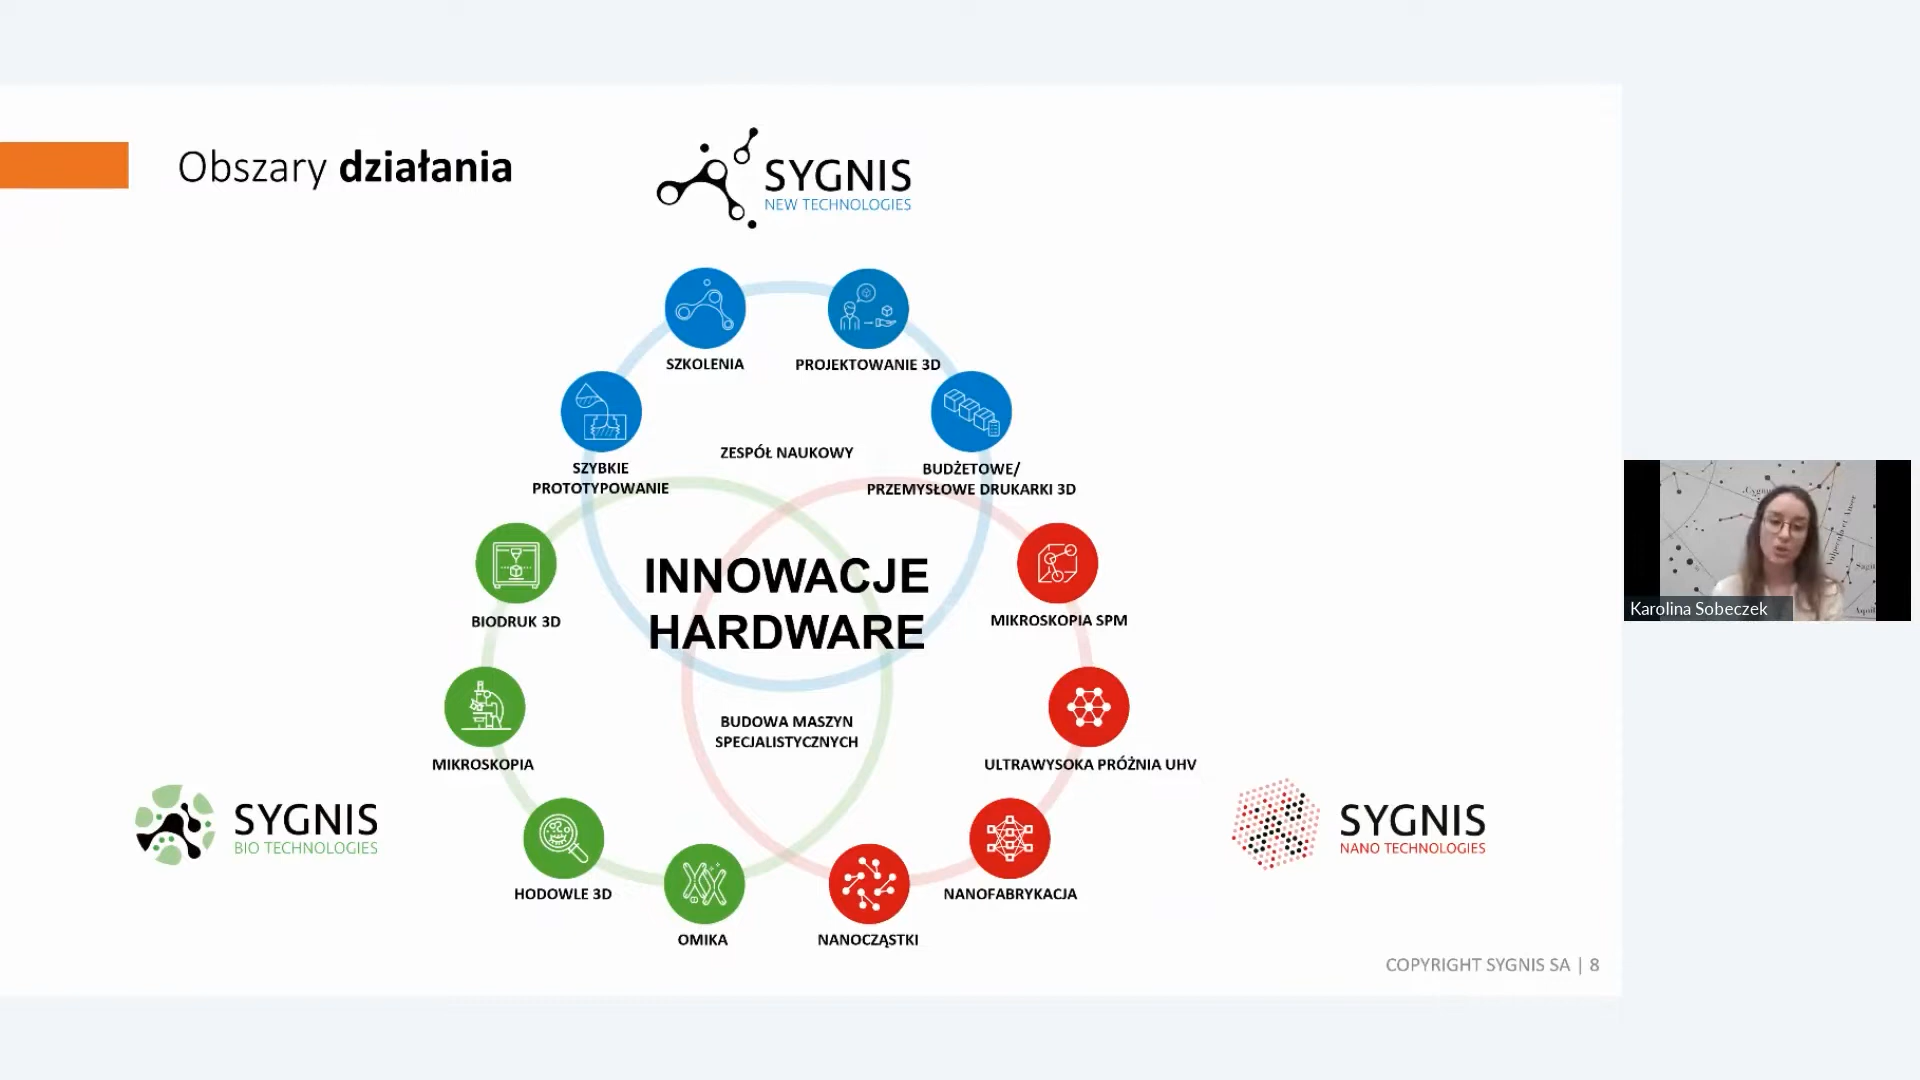 Obszary działania
SYGNIS
NEW TECHNOLOGIES
SZKOLENIA
PROJEKTOWANIE 3D
ZESPÓŁ NAUKOWY
SZYBKIE
PROTOTYPOWANIE
BUDŻETOWE/
PRZEMYSŁOWE DRUKARKI 3D
INNOWACJE
HARDWARE
BIODRUK 3D
MIKROSKOPIA SPM
BUDOWA MASZYN
SPECJALISTYCZNYCH
MIKROSKOPIA
ULTRAWYSOKA PRÓŻNIA UHV
SYGNIS
BIO TECHNOLOGIES
SYGNIS
NANO TECHNOLOGIES
HODOWLE 3D
NANOFABRYKACJA
OMIKA
NANOCZĄSTKI
COPYRIGHT SYGNIS SA | 8
Karolina Sobeczek